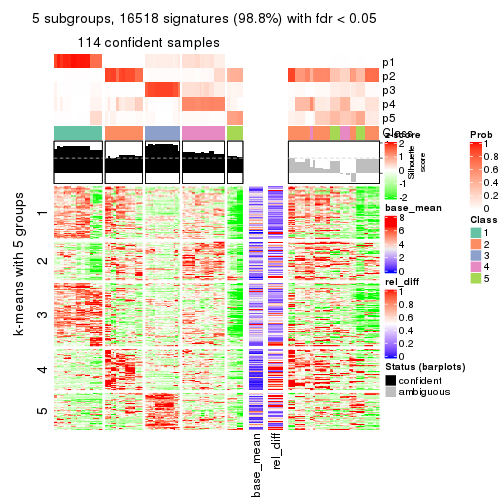 5 subgroups, 16518 signatures (98.8%) with fdr < 0.05
114 confident samples
p1
p2
p3
p4
p5
Class
z-score
2
1
0
-1
-2
Silhouette
score
k-means with 5 groups
1
2
3
4
5
base_mean
8
6
4
2
0
rel_diff
1
0.8
0.6
0.4
0.2
0
Prob
1
0.8
0.6
0.4
0.2
0
Class
1
2
3
4
5
Status (barplots)
confident
ambiguous
base_mean
rel_diff